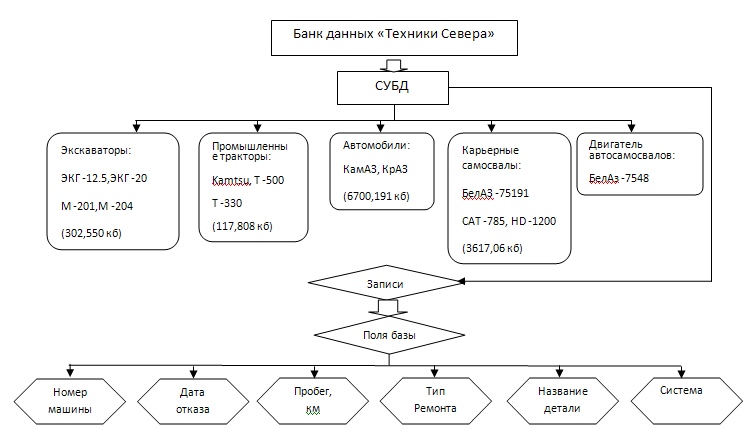 Банк данных «Техники Севера»
СУБД
Экскаваторы:
ЭКГ -12.5,ЭКГ -20
М -201,М -204
(302,550 кб)
Промышленны
е тракторы:
Kamtsu, Т -500
Т -330
(117,808 кб)
Автомобили:
КамАЗ, КрАЗ
(6700,191 кб)
Карьерные
самосвалы:
БелАЗ -75191
CAT -785, HD -1200
(3617,06 кб)
Двигатель
автосамосвалов:
БелАз -7548
Записи
Поля базы
Номер
машины
Дата
отказа
Пробег,
км
Тип
Ремонта
Название
детали
Система